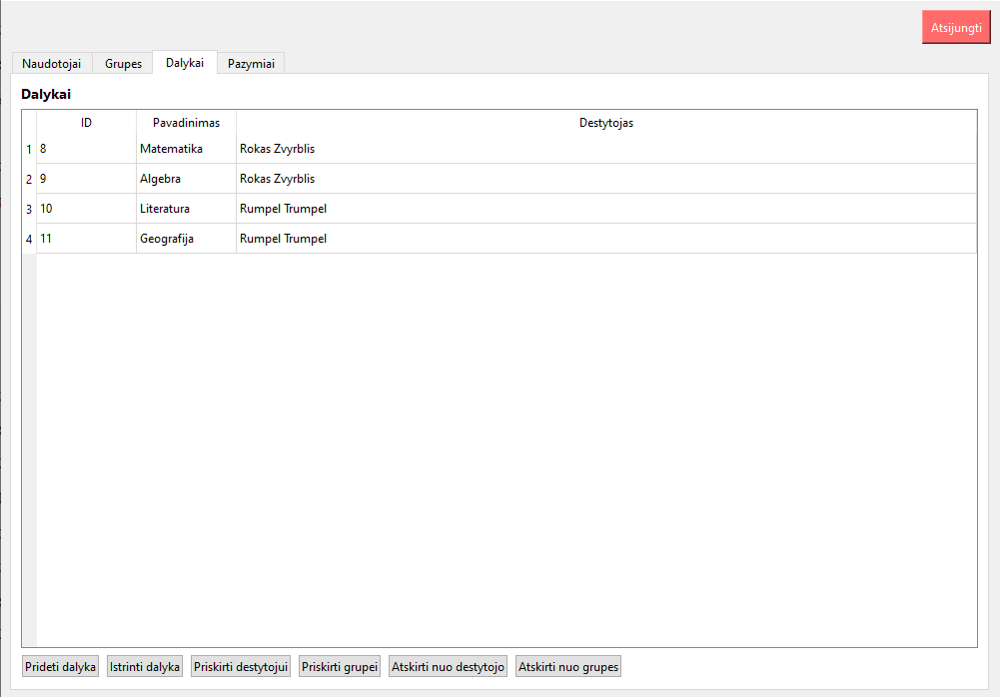 Atsijungti
Naudotojai Grupes Dalykai Pazymiai
Dalykai
ID Pavadinimas Destytojas
1 8 Matematika Rokas Zvyrblis
2 9 Algebra Rokas Zvyrblis
3 10 Literatura Rumpel Trumpel
4 11 Geografija Rumpel Trumpel
Prideti dalyka Istrinti dalyka Priskirti destytojui Priskirti grupei Atskirti nuo destytojo Atskirti nuo grupes